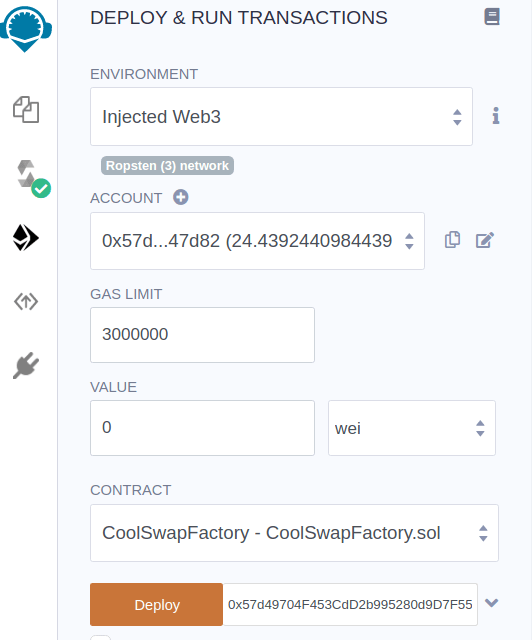 DEPLOY & RUN TRANSACTIONS
ENVIRONMENT
Injected Web3
Ropsten (3) network
ACCOUNT
0x57d...47d82 (24.4392440984439
GAS LIMIT
3000000
VALUE
0 wei
CONTRACT
CoolSwapFactory - CoolSwapFactory.sol
Deploy 0x57d49704F453CdD2b995280d9D7F55